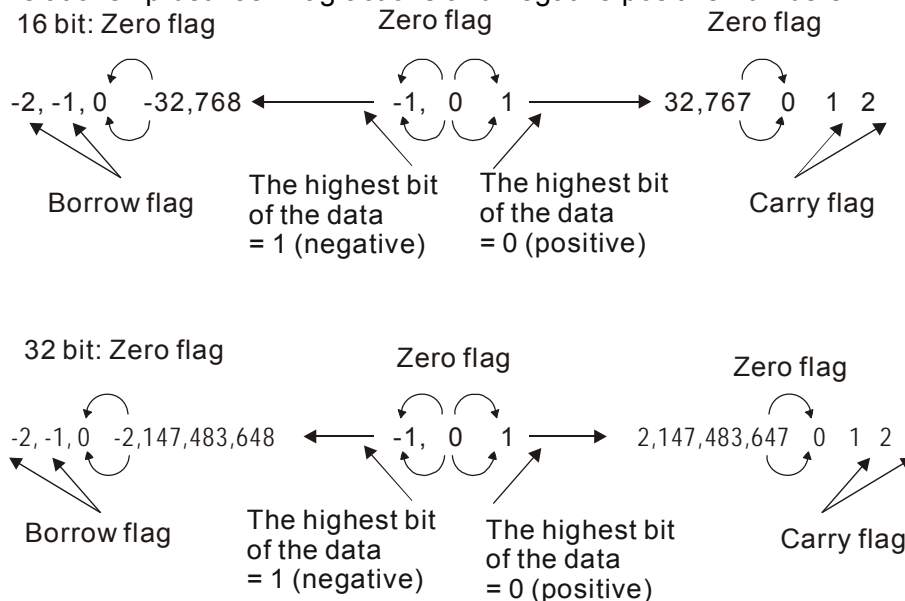 16 bit: Zero flag Zero flag Zero flag
-2, -1, 0 -32,768 -1, 0 1 32,767 0 1 2
Borrow flag
The highest bit
of the data
= 1 (negative)
The highest bit
of the data
= 0 (positive)
Carry flag
32 bit: Zero flag Zero flag Zero flag
-2, -1, 0 -2,147,483,648 -1, 0 1 2,147,483,647 0 1 2
Borrow flag
The highest bit
of the data
= 1 (negative)
The highest bit
of the data
= 0 (positive)
Carry flag